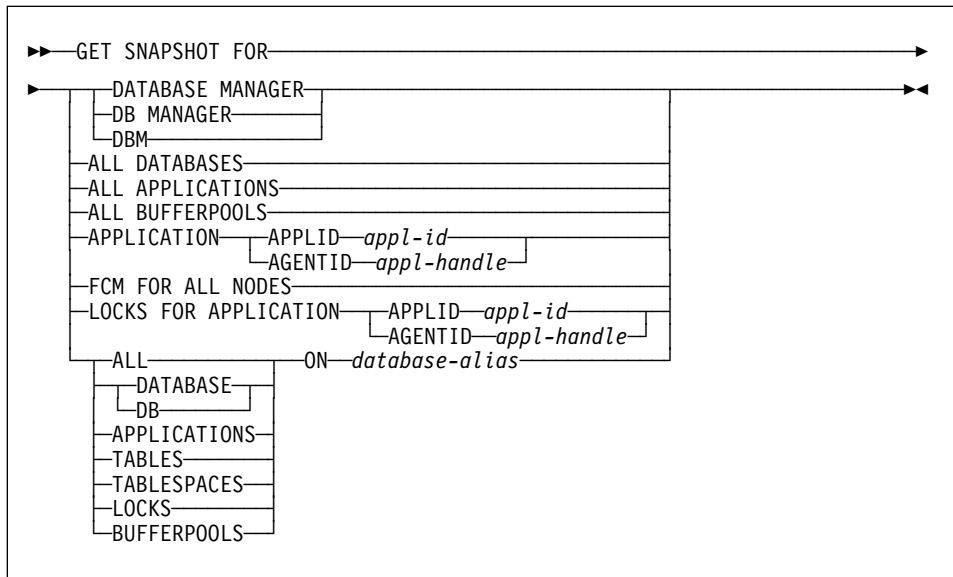 GET SNAPSHOT FOR
DATABASE MANAGER
DB MANAGER
DBM
ALL DATABASES
ALL APPLICATIONS
ALL BUFFERPOOLS
APPLICATION APPLID appl-id
AGENTID appl-handle
FCM FOR ALL NODES
LOCKS FOR APPLICATION APPLID appl-id
AGENTID appl-handle
ALL ON database-alias
DATABASE
DB
APPLICATIONS
TABLES
TABLESPACES
LOCKS
BUFFERPOOLS